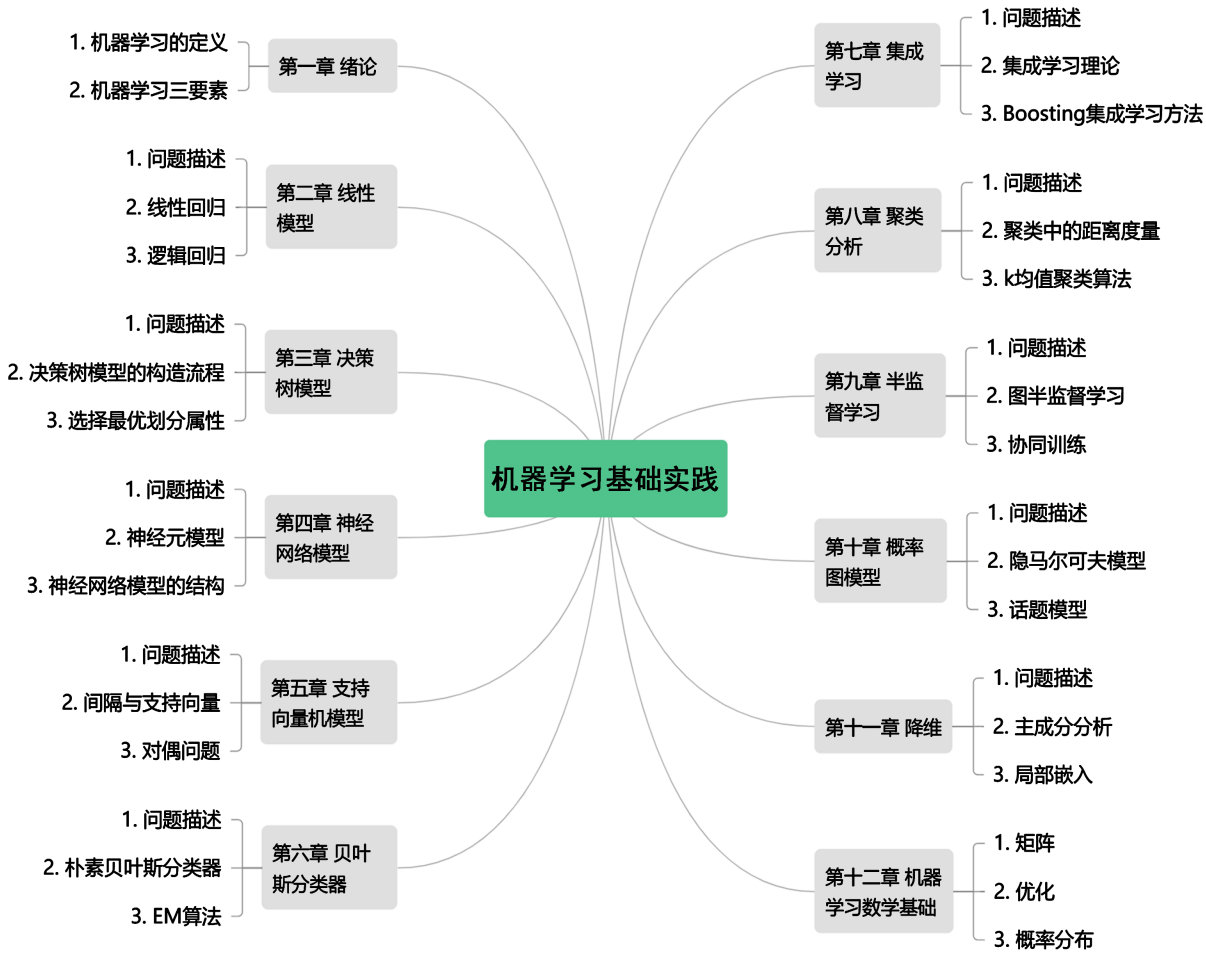 机器学习基础实践
第一章 绪论
1. 机器学习的定义
2. 机器学习三要素
第二章 线性
模型
1. 问题描述
2. 线性回归
3. 逻辑回归
第三章 决策
树模型
1. 问题描述
2. 决策树模型的构造流程
3. 选择最优划分属性
第四章 神经
网络模型
1. 问题描述
2. 神经元模型
3. 神经网络模型的结构
第五章 支持
向量机模型
1. 问题描述
2. 间隔与支持向量
3. 对偶问题
第六章 贝叶
斯分类器
1. 问题描述
2. 朴素贝叶斯分类器
3. EM算法
第七章 集成
学习
1. 问题描述
2. 集成学习理论
3. Boosting集成学习方法
第八章 聚类
分析
1. 问题描述
2. 聚类中的距离度量
3. k均值聚类算法
第九章 半监
督学习
1. 问题描述
2. 图半监督学习
3. 协同训练
第十章 概率
图模型
1. 问题描述
2. 隐马尔可夫模型
3. 话题模型
第十一章 降维
1. 问题描述
2. 主成分分析
3. 局部嵌入
第十二章 机器
学习数学基础
1. 矩阵
2. 优化
3. 概率分布